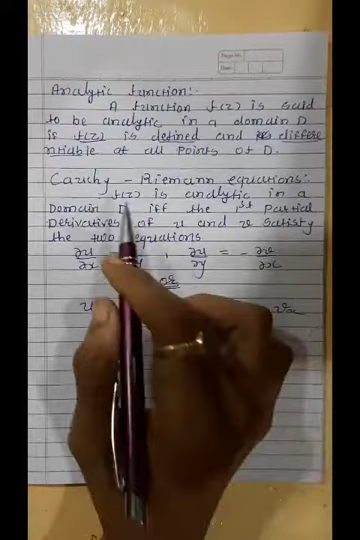 Page No.
Date
Analytic function:-
A function f(z) is said
to be analytic in a domain D
if f(z) is defined and differe
ntiable at all Points of D.
Cauchy - Riemann equations:-
f(z) is analytic in a
Domain D iff the 1st Partial
Derivatives of u and v satisfy
the two equations
∂u/∂x , ∂u/∂y = - ∂v/∂x
or
u vx